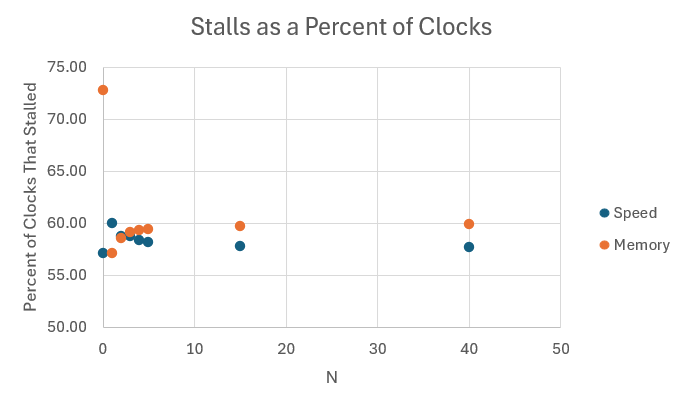 Stalls as a Percent of Clocks
Percent of Clocks That Stalled
75.00
70.00
65.00
60.00
55.00
50.00
0 10 20 30 40 50
N
Speed
Memory